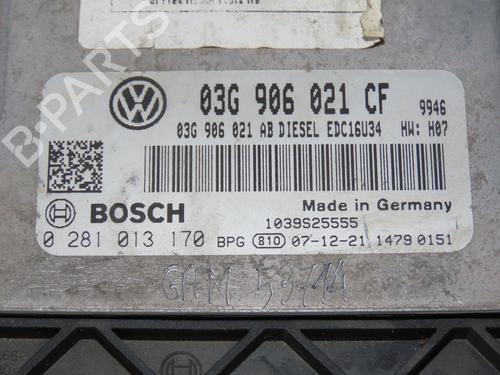 03G 906 021 CF 9946
03G 906 021 AB DIESEL EDC16U34 HW: H07
BOSCH
Made in Germany
1039S25555
0 281 013 170 BPG 810 07-12-21 1479 0151
B-PARTS